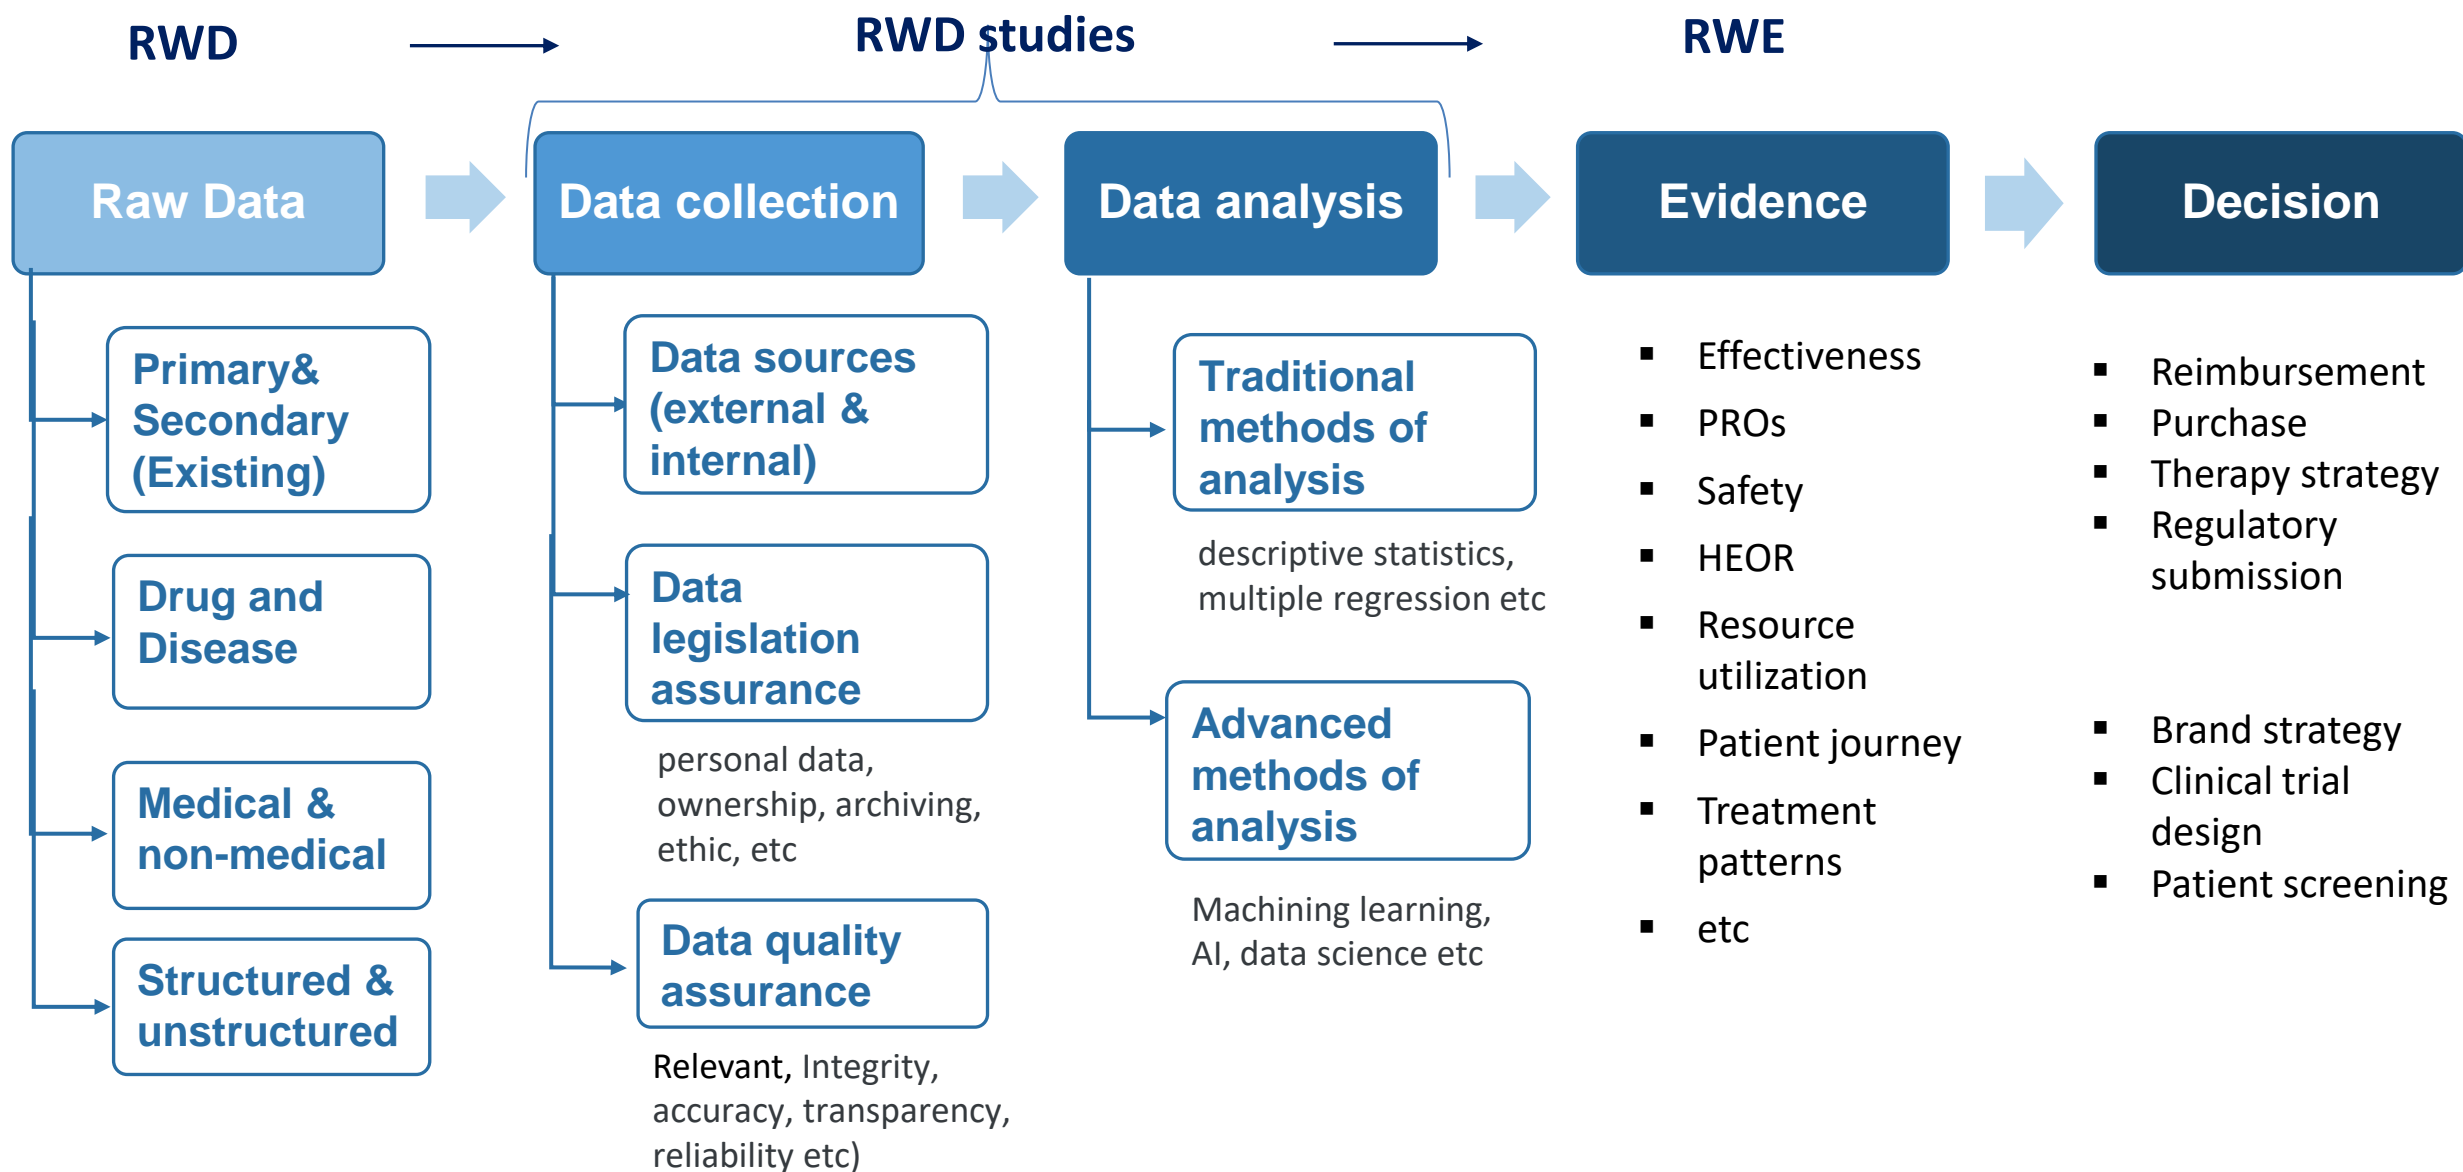 RWD
RWD studies
RWE
Raw Data
Data collection
Data analysis
Evidence
Decision
Primary&
Secondary
(Existing)
Drug and
Disease
Medical &
non-medical
Structured &
unstructured
Data sources
(external &
internal)
Data
legislation
assurance
personal data,
ownership, archiving,
ethic, etc
Data quality
assurance
Relevant, Integrity,
accuracy, transparency,
reliability etc)
Traditional
methods of
analysis
descriptive statistics,
multiple regression etc
Advanced
methods of
analysis
Machining learning,
AI, data science etc
▪ Effectiveness
▪ PROs
▪ Safety
▪ HEOR
▪ Resource
utilization
▪ Patient journey
▪ Treatment
patterns
▪ etc
▪ Reimbursement
▪ Purchase
▪ Therapy strategy
▪ Regulatory
submission
▪ Brand strategy
▪ Clinical trial
design
▪ Patient screening